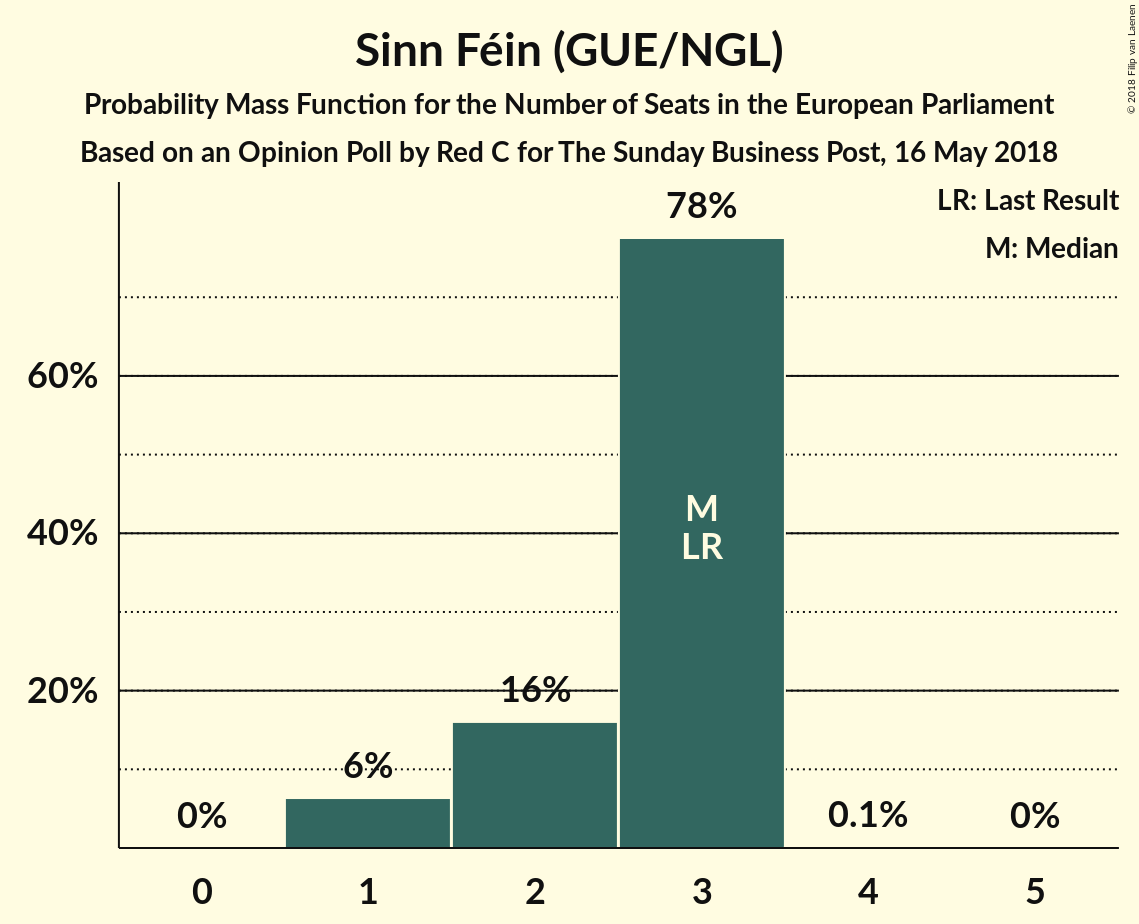 Sinn Féin (GUE/NGL)
Probability Mass Function for the Number of Seats in the European Parliament
Based on an Opinion Poll by Red C for The Sunday Business Post, 16 May 2018
© 2018 Filip van Laenen
LR: Last Result
M: Median
78%
60%
M
40%
LR
20%
16%
6%
0%
0.1%
0%
0 1 2 3 4 5